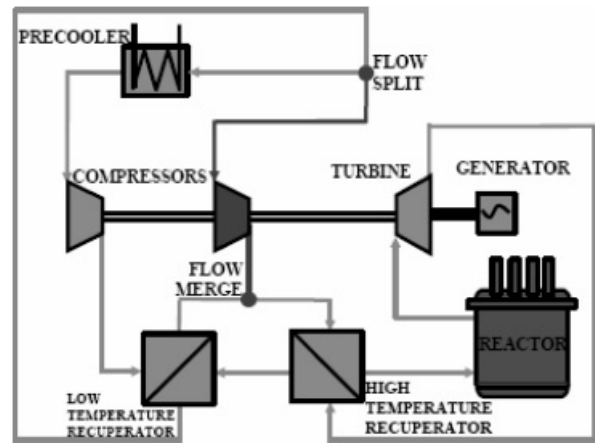 PRECOOLER
FLOW
SPLIT
COMPRESSORS
TURBINE
GENERATOR
FLOW
MERGE
REACTOR
LOW
TEMPERATURE
RECUPERATOR
HIGH
TEMPERATURE
RECUPERATOR